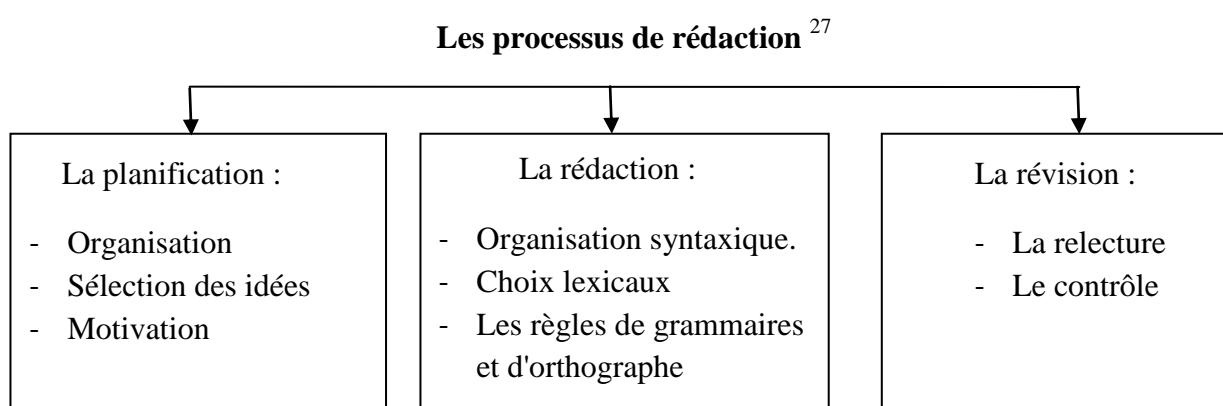 Les processus de rédaction 27
La planification :
- Organisation
- Sélection des idées
- Motivation
La rédaction :
- Organisation syntaxique.
- Choix lexicaux
- Les règles de grammaires
et d'orthographe
La révision :
- La relecture
- Le contrôle